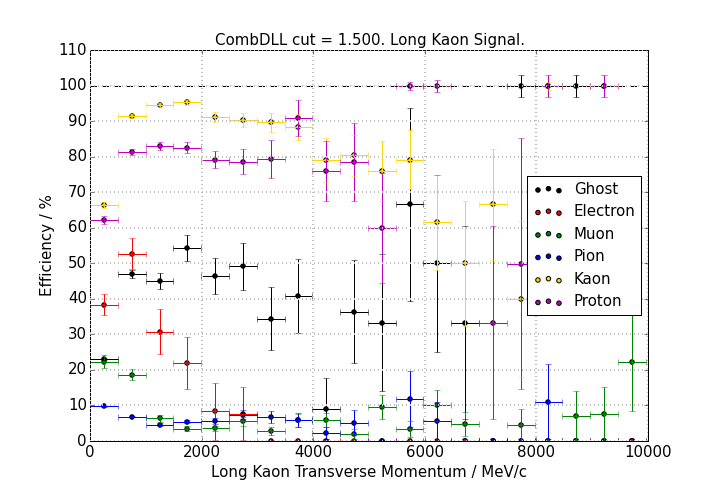 CombDLL cut = 1.500. Long Kaon Signal.
110
100
90
80
70
60
50
40
30
20
10
0
Efficiency / %
Ghost
Electron
Muon
Pion
Kaon
Proton
0 2000 4000 6000 8000 10000
Long Kaon Transverse Momentum / MeV/c